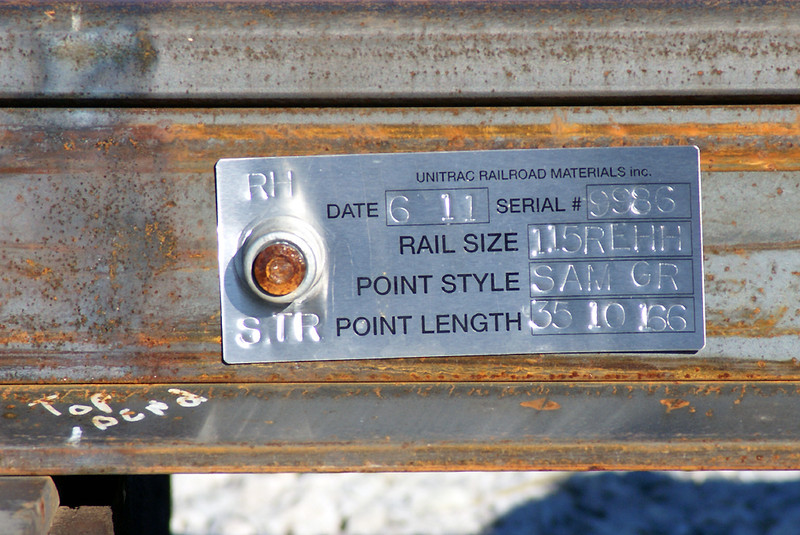 RH
UNITRAC RAILROAD MATERIALS inc.
DATE 6 11 SERIAL # 9986
RAIL SIZE 115REHH
POINT STYLE SAM GR
S.TR POINT LENGTH 35 10 166
TOP